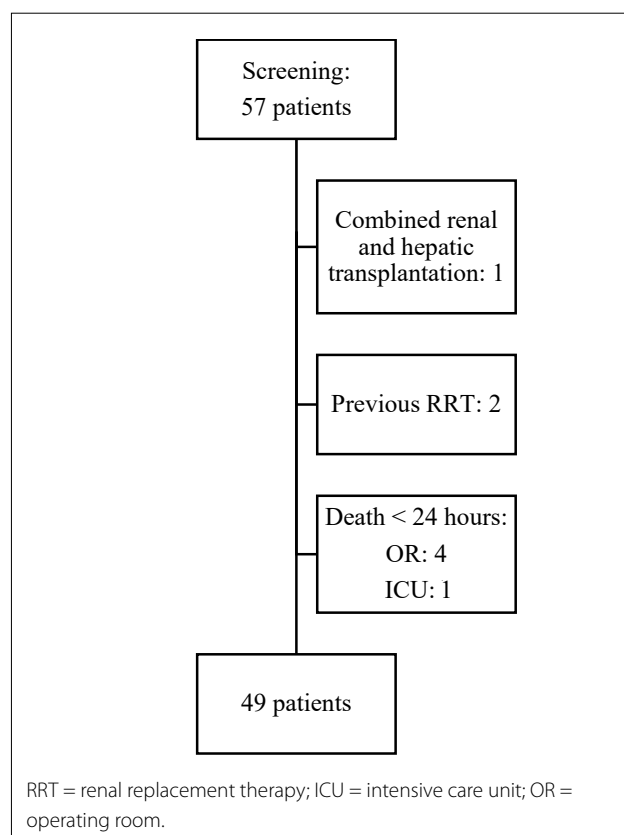 Screening:
57 patients
Combined renal
and hepatic
transplantation: 1
Previous RRT: 2
Death < 24 hours:
OR: 4
ICU: 1
49 patients
RRT = renal replacement therapy; ICU = intensive care unit; OR =
operating room.